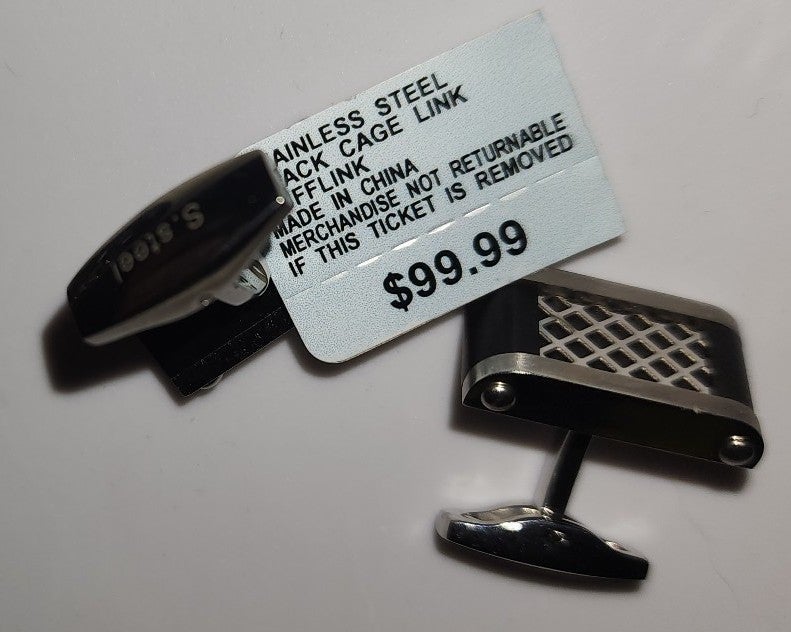 AINLESS STEEL
ACK CAGE LINK
FFLINK
MADE IN CHINA
MERCHANDISE NOT RETURNABLE
IF THIS TICKET IS REMOVED
$99.99
S.steel